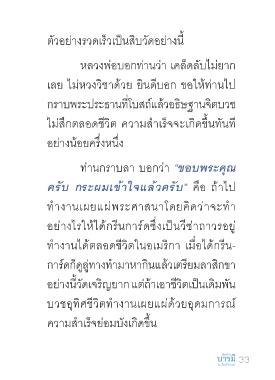 ตัวอย่างรวดเร็วเป็นสิบวัดอย่างนี้
หลวงพ่อบอกท่านว่า เคล็ดลับไม่ยาก
เลย ไม่หวงวิชาด้วย ยินดีบอก ขอให้ท่านไป
กราบพระประธานที่โบสถ์แล้วอธิษฐานจิตบวช
ไม่สึกตลอดชีวิต ความสำเร็จจะเกิดขึ้นทันที
อย่างน้อยครึ่งหนึ่ง
ท่านกราบลา บอกว่า "ขอบพระคุณ
ครับ กระผมเข้าใจแล้วครับ" คือ ถ้าไป
ทำงานเผยแผ่พระศาสนาโดยคิดว่าจะทำ
อย่างไรให้ได้กรีนการ์ดซึ่งเป็นวีซ่าถาวรอยู่
ทำงานได้ตลอดชีวิตในอเมริกา เมื่อได้กรีน-
การ์ดก็ดูลู่ทางทำมาหากินแล้วเตรียมลาสิกขา
อย่างนี้วัดเจริญยาก แต่ถ้าเอาชีวิตเป็นเดิมพัน
บวชอุทิศชีวิตทำงานเผยแผ่ด้วยอุดมการณ์
ความสำเร็จย่อมบังเกิดขึ้น
บารมี 33